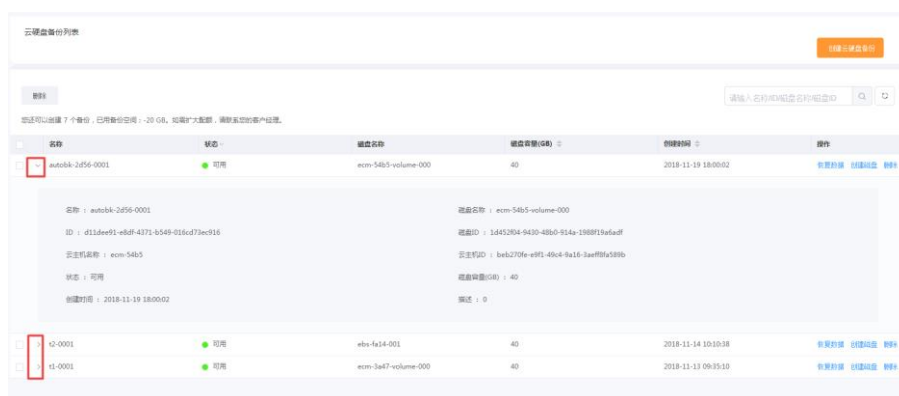 云硬盘备份列表
创建云硬盘备份
删除
请输入名称/ID/磁盘名称/磁盘ID
您还可以创建 7 个备份，已用备份空间：-20 GB。如需扩大配额，请联系您的客户经理。
名称 状态 磁盘名称 磁盘容量(GB) 创建时间 操作
autobk-2d56-0001 可用 ecm-54b5-volume-000 40 2018-11-19 18:00:02 恢复数据 创建磁盘 删除
名称 : autobk-2d56-0001 磁盘名称 : ecm-54b5-volume-000
ID : d11dee91-e8df-4371-b549-016cd73ec916 磁盘ID : 1d452f04-9430-48b0-914a-1988f19a6adf
云主机名称 : ecm-54b5 云主机ID : beb270fe-e9f1-49c4-9a16-3aeff8fa589b
状态 : 可用 磁盘容量(GB) : 40
创建时间 : 2018-11-19 18:00:02 描述 : 0
t2-0001 可用 ebs-fa14-001 40 2018-11-14 10:10:38 恢复数据 创建磁盘 删除
t1-0001 可用 ecm-3a47-volume-000 40 2018-11-13 09:35:10 恢复数据 创建磁盘 删除